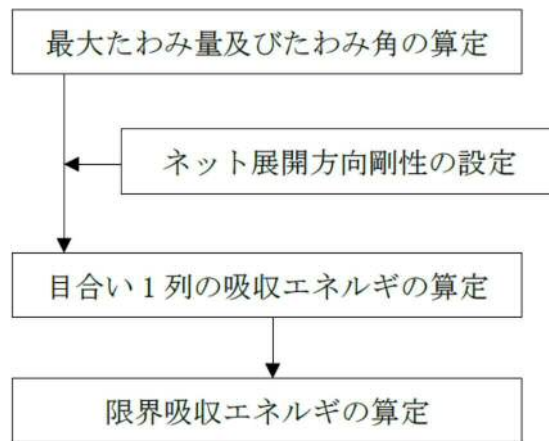 最大たわみ量及びたわみ角の算定
ネット展開方向剛性の設定
目合い1列の吸収エネルギの算定
限界吸収エネルギの算定